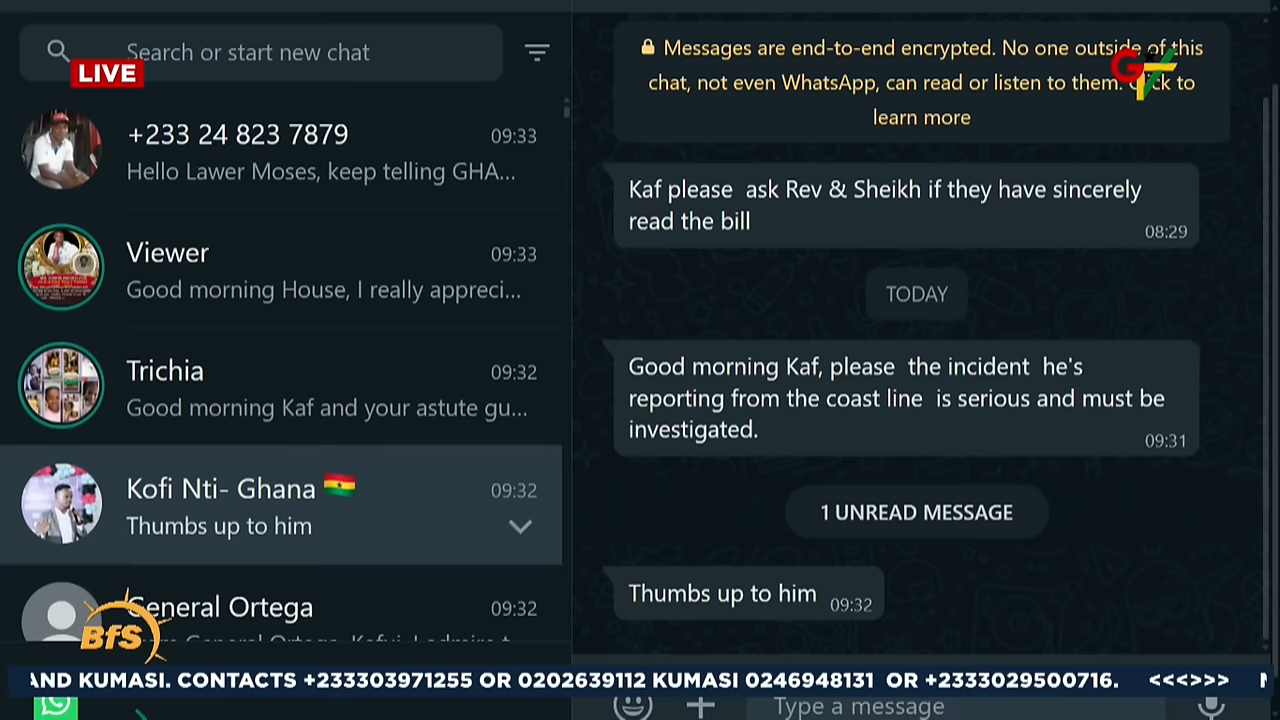 Search or start new chat
LIVE
+233 24 823 7879
09:33
Hello Lawer Moses, keep telling GHA...
Viewer
09:33
Good morning House, I really appreci...
Trichia
09:32
Good morning Kaf and your astute gu...
Kofi Nti- Ghana
09:32
Thumbs up to him
General Ortega
09:32
General Ortega, Kafui, I admire t
BfS
Messages are end-to-end encrypted. No one outside of this
chat, not even WhatsApp, can read or listen to them. Click to
learn more
Kaf please ask Rev & Sheikh if they have sincerely
read the bill
08:29
TODAY
Good morning Kaf, please the incident he's
reporting from the coast line is serious and must be
investigated.
09:31
1 UNREAD MESSAGE
Thumbs up to him
09:32
AND KUMASI. CONTACTS +233303971255 OR 0202639112 KUMASI 0246948131 OR +2333029500716. <<<>>>
Type a message